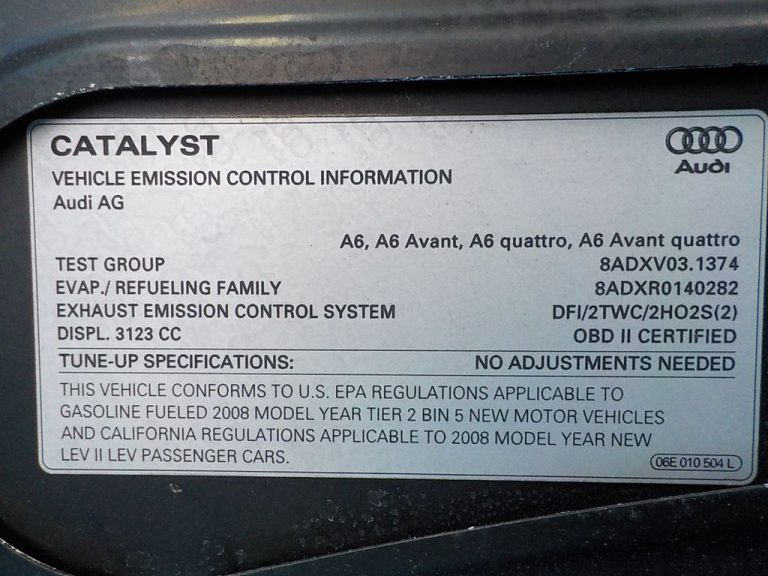 CATALYST
Audi
VEHICLE EMISSION CONTROL INFORMATION
Audi AG
A6, A6 Avant, A6 quattro, A6 Avant quattro
TEST GROUP 8ADXV03.1374
EVAP./ REFUELING FAMILY 8ADXR0140282
EXHAUST EMISSION CONTROL SYSTEM DFI/2TWC/2HO2S(2)
DISPL. 3123 CC OBD II CERTIFIED
TUNE-UP SPECIFICATIONS: NO ADJUSTMENTS NEEDED
THIS VEHICLE CONFORMS TO U.S. EPA REGULATIONS APPLICABLE TO
GASOLINE FUELED 2008 MODEL YEAR TIER 2 BIN 5 NEW MOTOR VEHICLES
AND CALIFORNIA REGULATIONS APPLICABLE TO 2008 MODEL YEAR NEW
LEV II LEV PASSENGER CARS.
06E 010 504 L